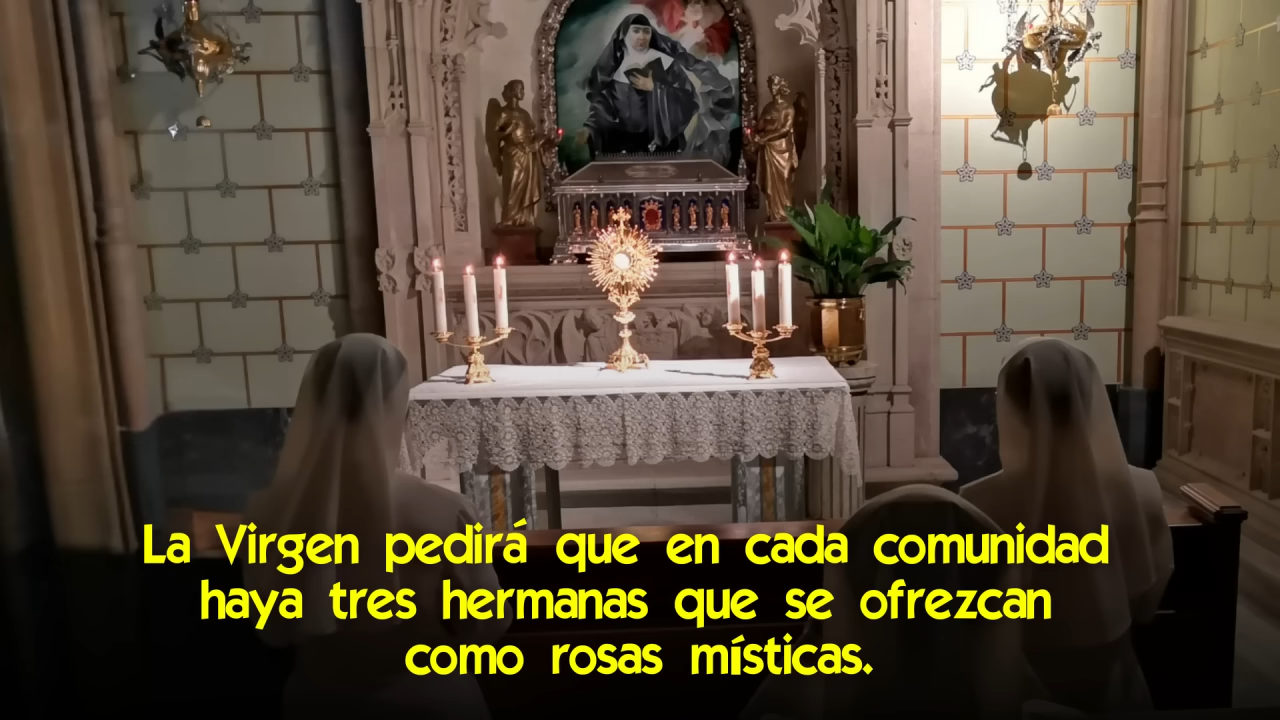 La Virgen pedirá que en cada comunidad
haya tres hermanas que se ofrezcan
como rosas místicas.